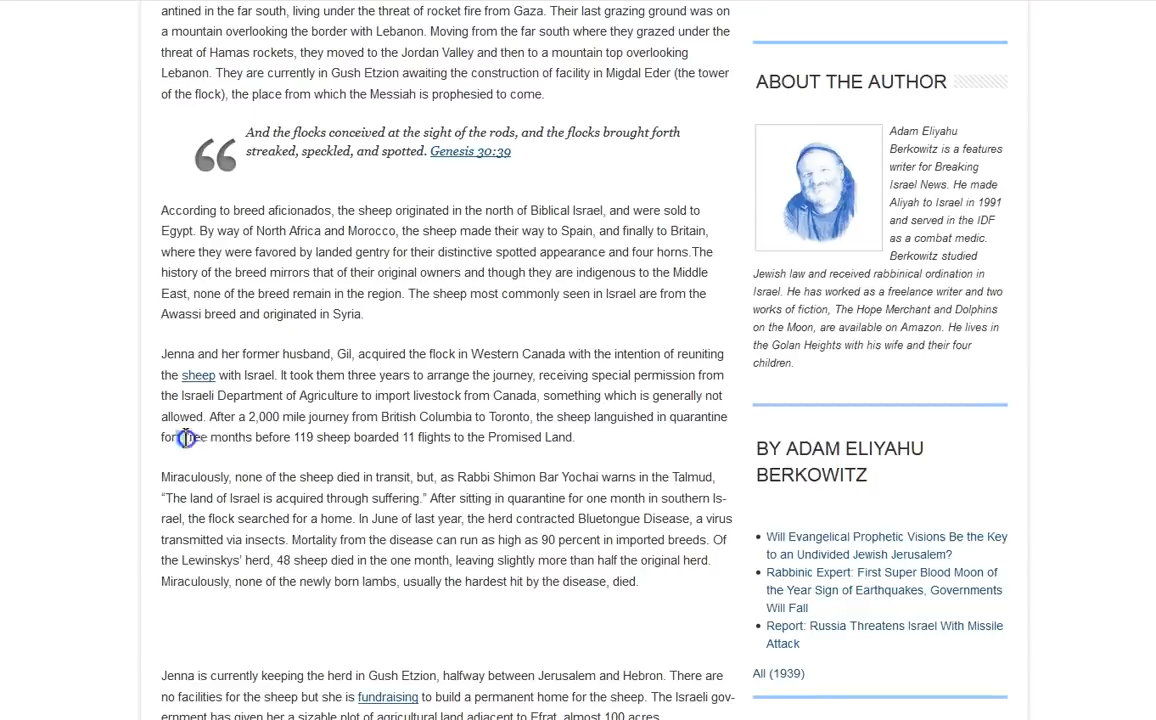 antined in the far south, living under the threat of rocket fire from Gaza. Their last grazing ground was on
a mountain overlooking the border with Lebanon. Moving from the far south where they grazed under the
threat of Hamas rockets, they moved to the Jordan Valley and then to a mountain top overlooking
Lebanon. They are currently in Gush Etzion awaiting the construction of facility in Migdal Eder (the tower
of the flock), the place from which the Messiah is prophesied to come.
And the flocks conceived at the sight of the rods, and the flocks brought forth
streaked, speckled, and spotted. Genesis 30:39
According to breed aficionados, the sheep originated in the north of Biblical Israel, and were sold to
Egypt. By way of North Africa and Morocco, the sheep made their way to Spain, and finally to Britain,
where they were favored by landed gentry for their distinctive spotted appearance and four horns.The
history of the breed mirrors that of their original owners and though they are indigenous to the Middle
East, none of the breed remain in the region. The sheep most commonly seen in Israel are from the
Awassi breed and originated in Syria.
Jenna and her former husband, Gil, acquired the flock in Western Canada with the intention of reuniting
the sheep with Israel. It took them three years to arrange the journey, receiving special permission from
the Israeli Department of Agriculture to import livestock from Canada, something which is generally not
allowed. After a 2,000 mile journey from British Columbia to Toronto, the sheep languished in quarantine
for three months before 119 sheep boarded 11 flights to the Promised Land.
Miraculously, none of the sheep died in transit, but, as Rabbi Shimon Bar Yochai warns in the Talmud,
“The land of Israel is acquired through suffering.” After sitting in quarantine for one month in southern Is-
rael, the flock searched for a home. In June of last year, the herd contracted Bluetongue Disease, a virus
transmitted via insects. Mortality from the disease can run as high as 90 percent in imported breeds. Of
the Lewinskys’ herd, 48 sheep died in the one month, leaving slightly more than half the original herd.
Miraculously, none of the newly born lambs, usually the hardest hit by the disease, died.
Jenna is currently keeping the herd in Gush Etzion, halfway between Jerusalem and Hebron. There are
no facilities for the sheep but she is fundraising to build a permanent home for the sheep. The Israeli gov-
ernment has given her a sizable plot of agricultural land adjacent to Efrat, almost 100 acres
ABOUT THE AUTHOR
Adam Eliyahu
Berkowitz is a features
writer for Breaking
Israel News. He made
Aliyah to Israel in 1991
and served in the IDF
as a combat medic.
Berkowitz studied
Jewish law and received rabbinical ordination in
Israel. He has worked as a freelance writer and two
works of fiction, The Hope Merchant and Dolphins
on the Moon, are available on Amazon. He lives in
the Golan Heights with his wife and their four
children.
BY ADAM ELIYAHU
BERKOWITZ
Will Evangelical Prophetic Visions Be the Key
to an Undivided Jewish Jerusalem?
Rabbinic Expert: First Super Blood Moon of
the Year Sign of Earthquakes, Governments
Will Fall
Report: Russia Threatens Israel With Missile
Attack
All (1939)